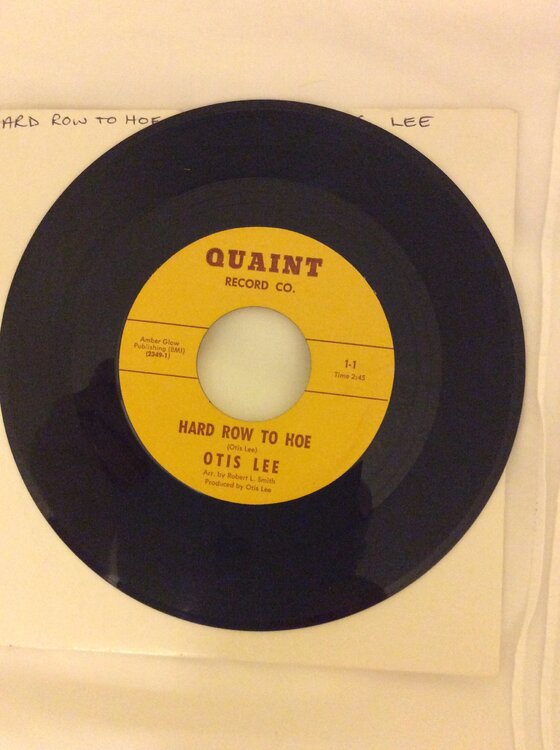 ARD ROW TO HOE LEE
QUAINT
RECORD CO.
Amber Glow
Publishing (BMI)
(2349-1)
1-1
Time 2:45
HARD ROW TO HOE
(Otis Lee)
OTIS LEE
Arr. by Robert L. Smith
Produced by Otis Lee